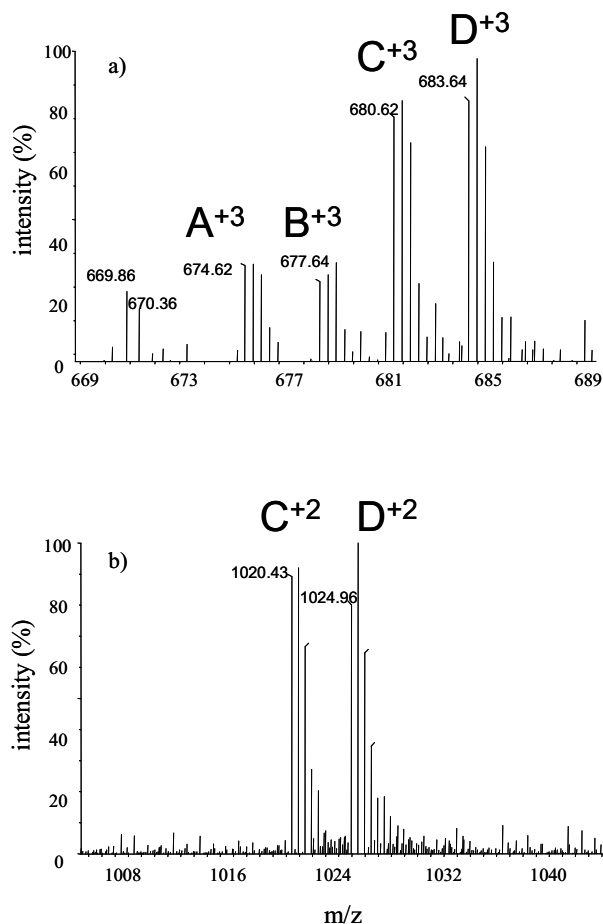 a)
A+3
B+3
C+3
D+3
669.86
670.36
674.62
677.64
680.62
683.64
intensity (%)
100
80
60
40
20
0
669
673
677
681
685
689
b)
C+2
D+2
1020.43
1024.96
intensity (%)
100
80
60
40
20
0
1008
1016
1024
1032
1040
m/z